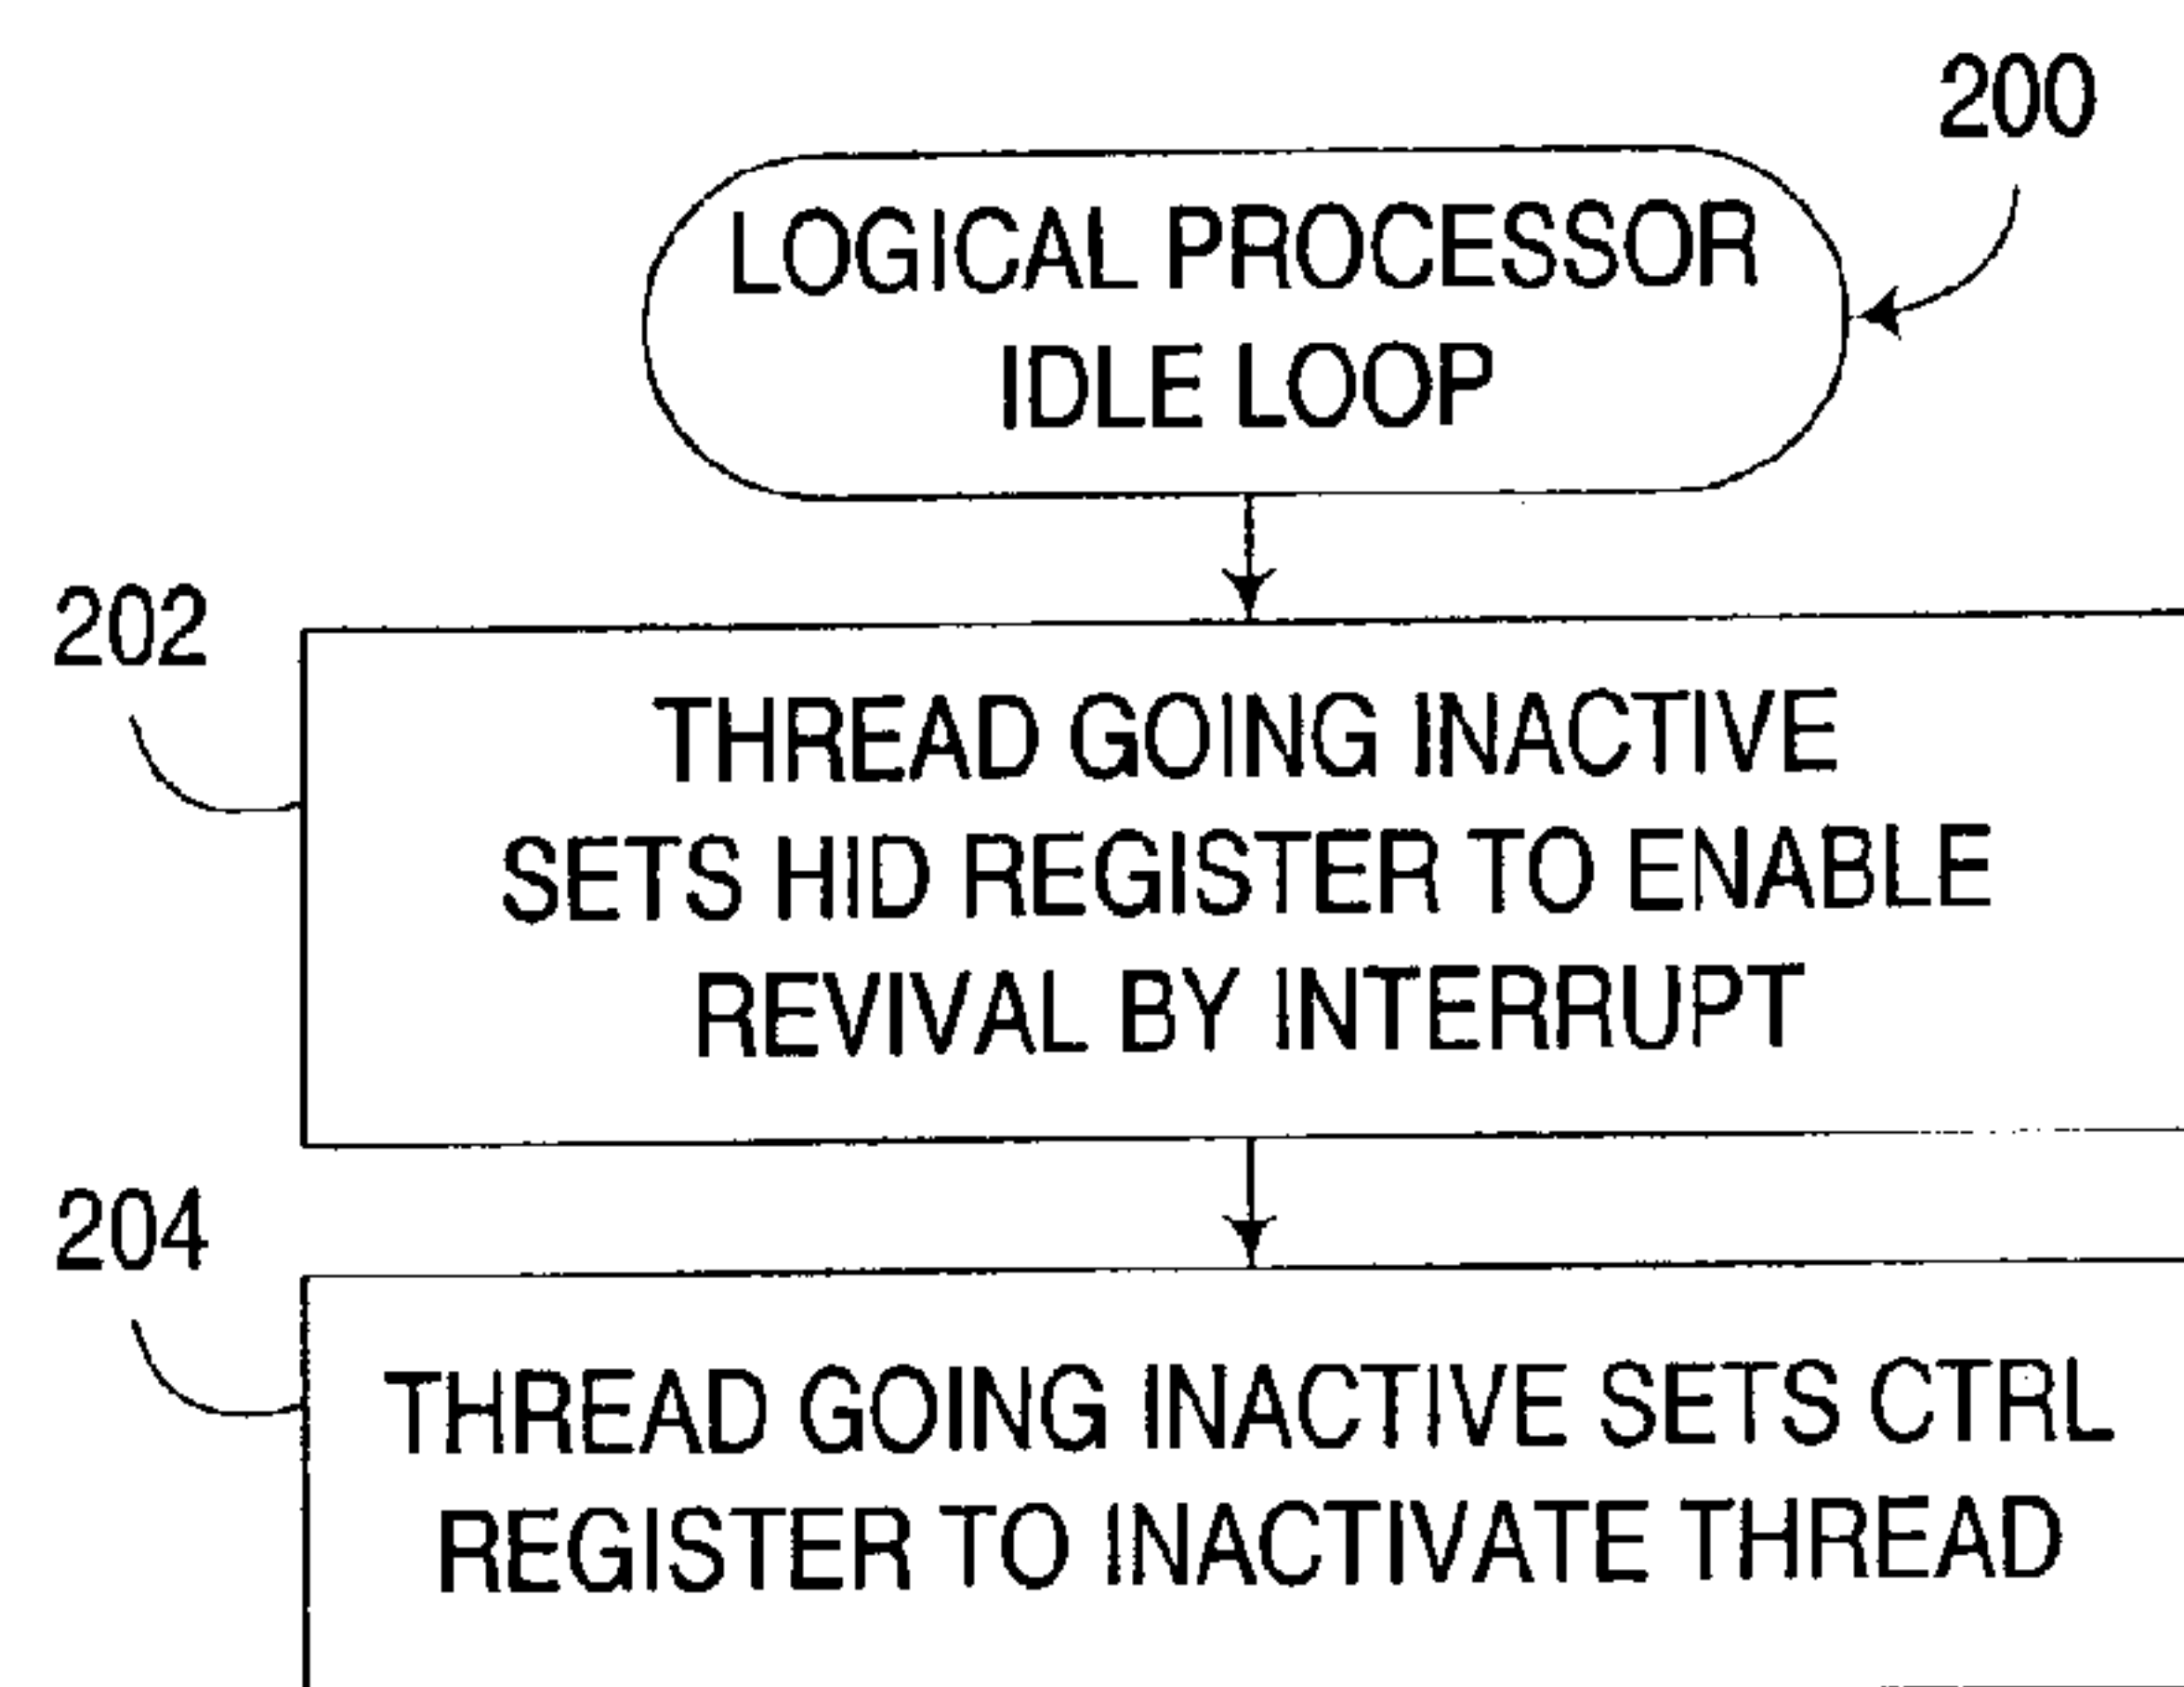 200
LOGICAL PROCESSOR
IDLE LOOP
202
THREAD GOING INACTIVE
SETS HID REGISTER TO ENABLE
REVIVAL BY INTERRUPT
204
THREAD GOING INACTIVE SETS CTRL
REGISTER TO INACTIVATE THREAD